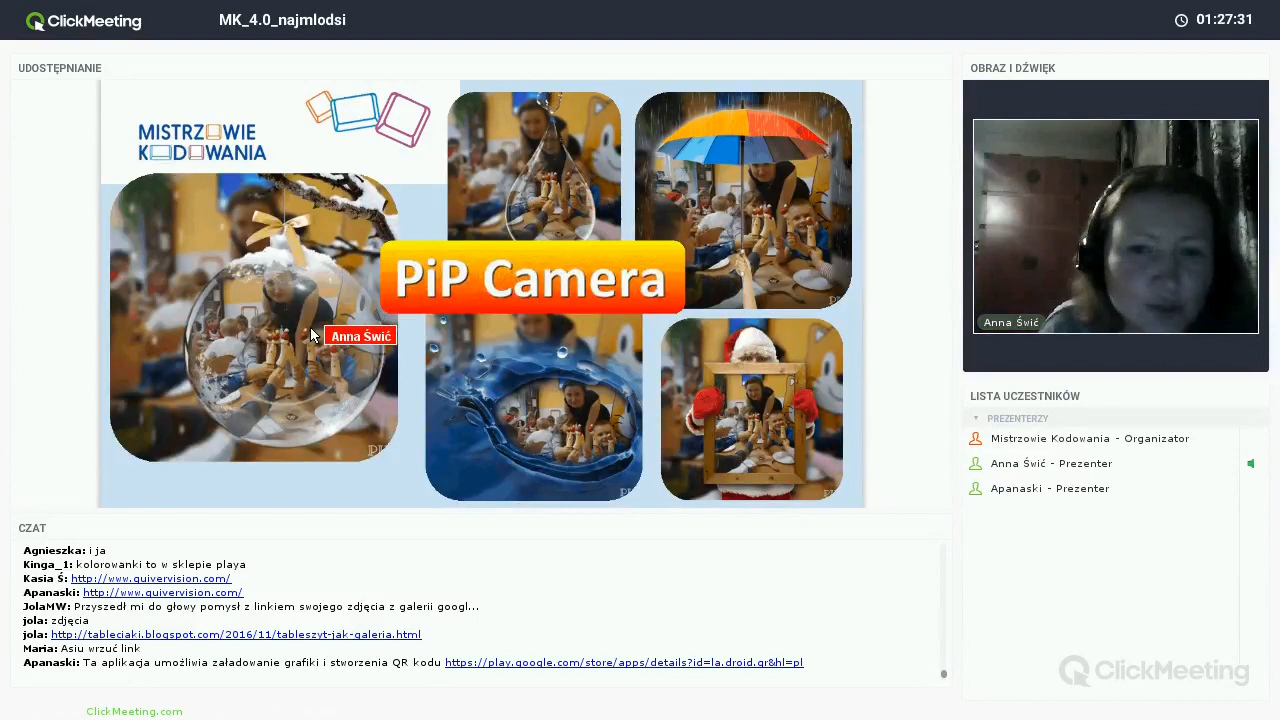 ClickMeeting
MK_4.0_najmlodsi
01:27:31
UDOSTĘPNIANIE
MISTRZOWIE
KODOWANIA
PiP Camera
Anna Świć
OBRAZ I DŹWIĘK
Anna Świć
LISTA UCZESTNIKÓW
PREZENTERZY
Mistrzowie Kodowania - Organizator
Anna Świć - Prezenter
Apanaski - Prezenter
CZAT
Agnieszka: i ja
Kinga_1: kolorowanki to w sklepie playa
Kasia Ś: http://www.quivervision.com/
Apanaski: http://www.quivervision.com/
JolaMW: Przyszedł mi do głowy pomysł z linkiem swojego zdjęcia z galerii googl...
jola: zdjęcia
jola: http://tableciaki.blogspot.com/2016/11/tableszyt-jak-galeria.html
Maria: Asiu wrzuć link
Apanaski: Ta aplikacja umożliwia załadowanie grafiki i stworzenia QR kodu https://play.google.com/store/apps/details?id=la.droid.qr&hl=pl
ClickMeeting
ClickMeeting.com